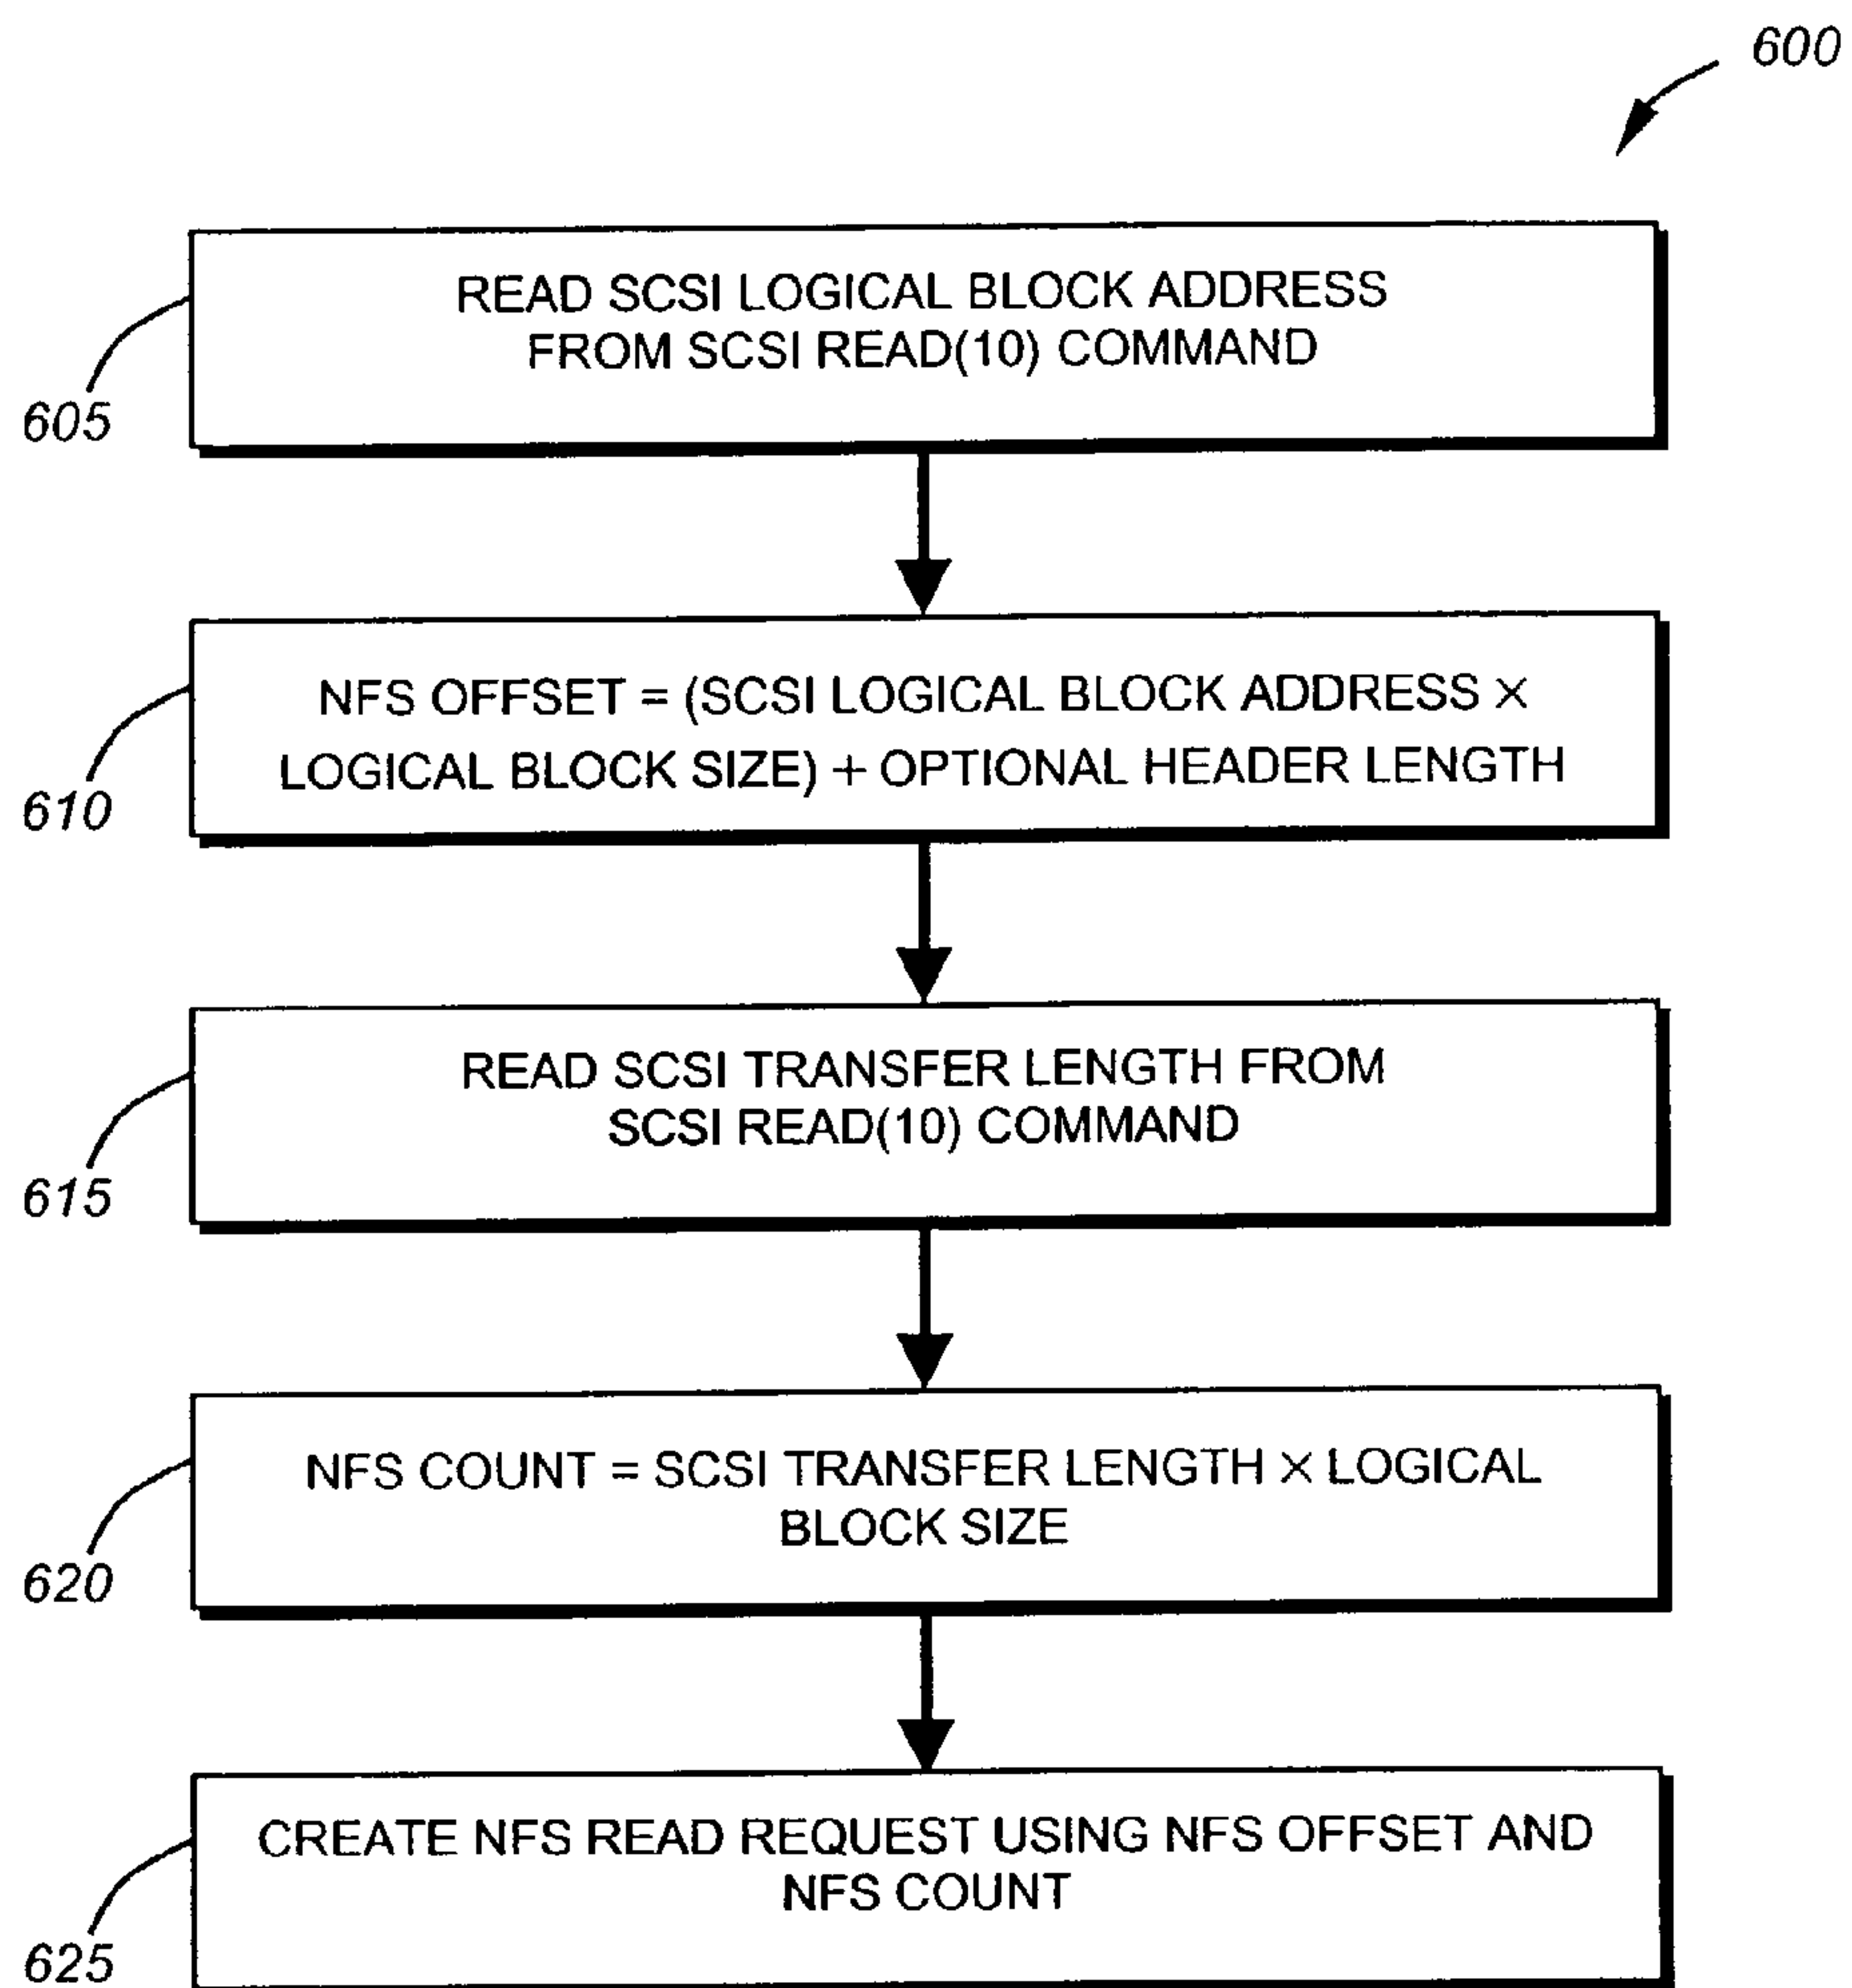 600
READ SCSI LOGICAL BLOCK ADDRESS
FROM SCSI READ(10) COMMAND
605
NFS OFFSET = (SCSI LOGICAL BLOCK ADDRESS ×
LOGICAL BLOCK SIZE) + OPTIONAL HEADER LENGTH
610
READ SCSI TRANSFER LENGTH FROM
SCSI READ(10) COMMAND
615
NFS COUNT = SCSI TRANSFER LENGTH × LOGICAL
BLOCK SIZE
620
CREATE NFS READ REQUEST USING NFS OFFSET AND
NFS COUNT
625